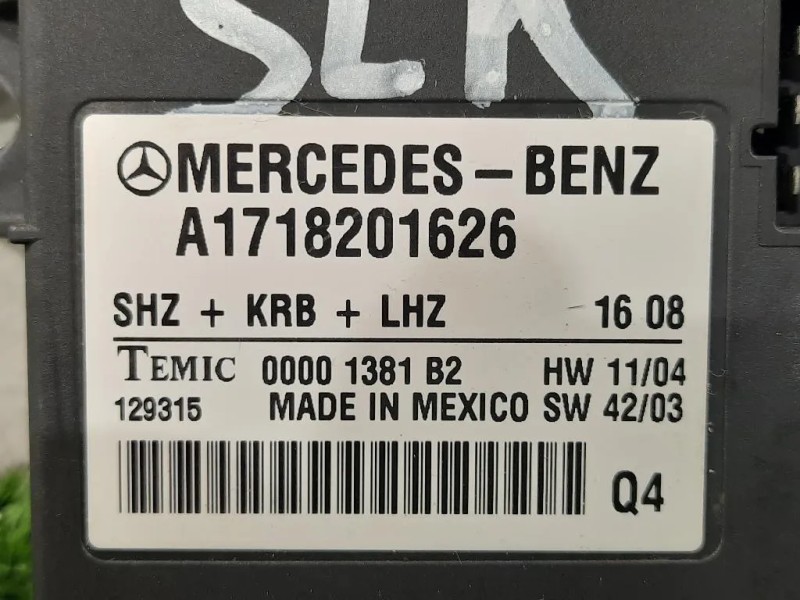 SLK
MERCEDES-BENZ
A1718201626
SHZ + KRB + LHZ 16 08
TEMIC 0000 1381 B2 HW 11/04
129315 MADE IN MEXICO SW 42/03
Q4